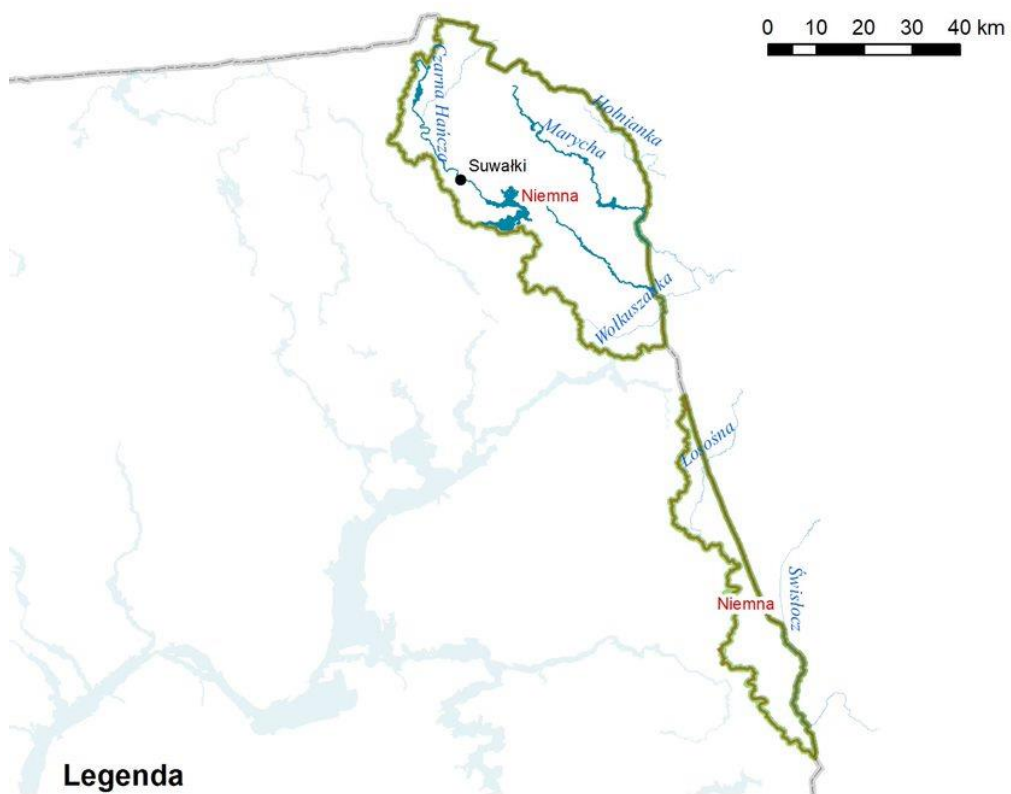 0 10 20 30 40 km
Czarna Hańcza
Hołnianka
Marycha
Suwałki
Niemna
Wołkuszanka
Łosośna
Świsłocz
Niemna
Legenda